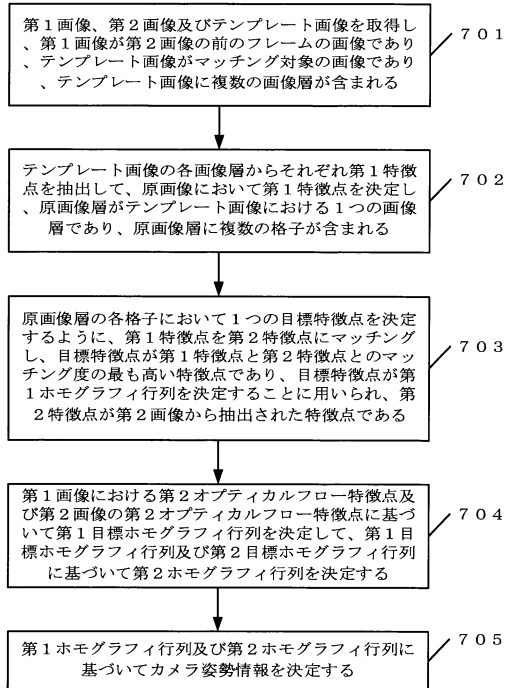 第１画像、第２画像及びテンプレート画像を取得し
、第１画像が第２画像の前のフレームの画像であり
、テンプレート画像がマッチング対象の画像であり
、テンプレート画像に複数の画像層が含まれる
７０１
テンプレート画像の各画像層からそれぞれ第１特徴
点を抽出して、原画像において第１特徴点を決定し
、原画像層がテンプレート画像における１つの画像
層であり、原画像層に複数の格子が含まれる
７０２
原画像層の各格子において１つの目標特徴点を決定
するように、第１特徴点を第２特徴点にマッチング
し、目標特徴点が第１特徴点と第２特徴点とのマッ
チング度の最も高い特徴点であり、目標特徴点が第
１ホモグラフィ行列を決定することに用いられ、第
２特徴点が第２画像から抽出された特徴点である
７０３
第１画像における第２オプティカルフロー特徴点及
び第２画像の第２オプティカルフロー特徴点に基づ
いて第１目標ホモグラフィ行列を決定して、第１目
標ホモグラフィ行列及び第２目標ホモグラフィ行列
に基づいて第２ホモグラフィ行列を決定する
７０４
第１ホモグラフィ行列及び第２ホモグラフィ行列に
基づいてカメラ姿勢情報を決定する
７０５